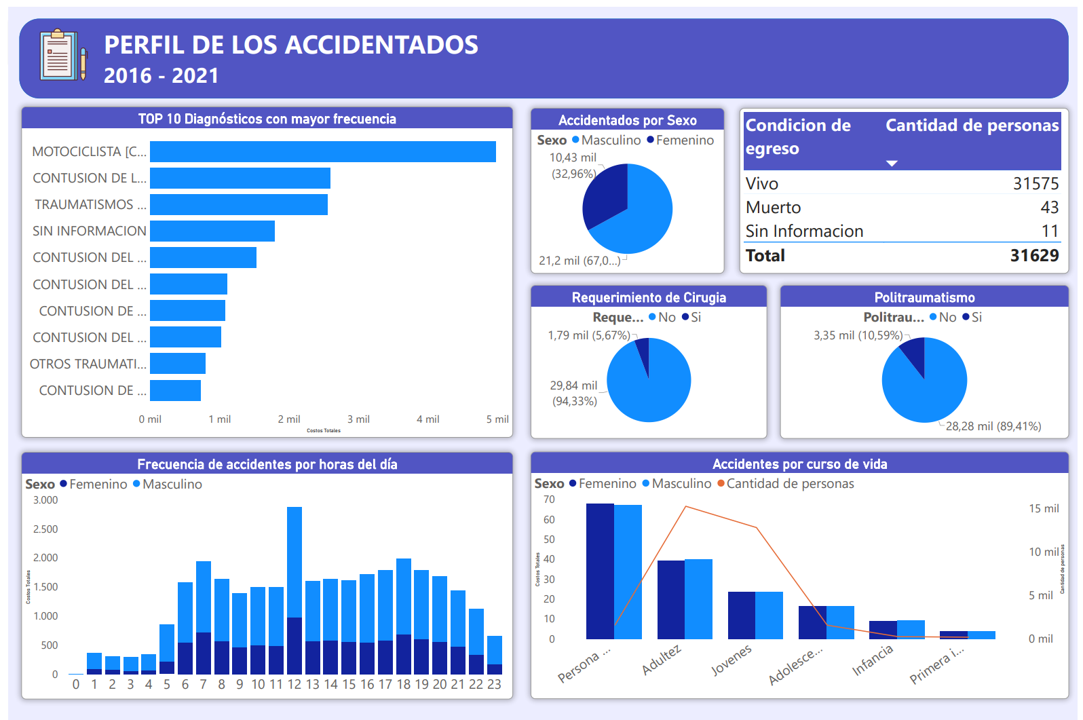 PERFIL DE LOS ACCIDENTADOS
2016 - 2021
TOP 10 Diagnósticos con mayor frecuencia
MOTOCICLISTA [C...
CONTUSION DE L...
TRAUMATISMOS ...
SIN INFORMACION
CONTUSION DEL ...
CONTUSION DEL ...
CONTUSION DE ...
CONTUSION DEL ...
OTROS TRAUMATI...
CONTUSION DE ...
0 mil 1 mil 2 mil 3 mil 4 mil 5 mil
Costos Totales
Accidentados por Sexo
Sexo Masculino Femenino
10,43 mil
(32,96%)
21,2 mil (67,0...)
Condicion de egreso Cantidad de personas
Vivo 31575
Muerto 43
Sin Informacion 11
Total 31629
Requerimiento de Cirugia
Reque... No Si
1,79 mil (5,67%)
29,84 mil
(94,33%)
Politraumatismo
Politrau... No Si
3,35 mil (10,59%)
28,28 mil (89,41%)
Frecuencia de accidentes por horas del día
Sexo Femenino Masculino
3.000
2.500
2.000
1.500
1.000
500
0
Costos Totales
0 1 2 3 4 5 6 7 8 9 10 11 12 13 14 15 16 17 18 19 20 21 22 23
Accidentes por curso de vida
Sexo Femenino Masculino Cantidad de personas
70
60
50
40
30
20
10
0
Costos Totales
15 mil
10 mil
5 mil
0 mil
Cantidad de personas
Persona ... Adultez Jovenes Adolesce... Infancia Primera i...